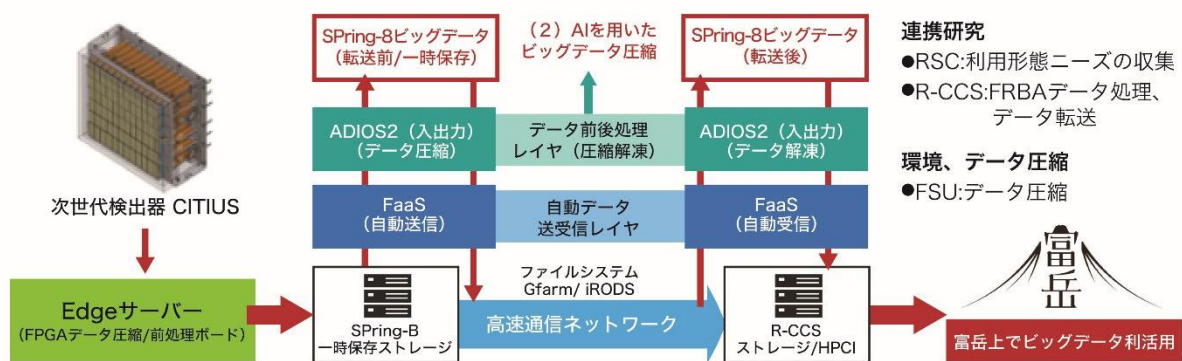 次世代検出器 CITIUS
Edgeサーバー
（FPGAデータ圧縮/前処理ボード）
SPring-8ビッグデータ
（転送前/一時保存）
ADIOS2（入出力）
（データ圧縮）
FaaS
（自動送信）
SPring-B
一時保存ストレージ
（2）AIを用いた
ビッグデータ圧縮
データ前後処理
レイヤ（圧縮解凍）
自動データ
送受信レイヤ
ファイルシステム
Gfarm/ iRODS
高速通信ネットワーク
SPring-8ビッグデータ
（転送後）
ADIOS2（入出力）
（データ解凍）
FaaS
（自動受信）
R-CCS
ストレージ/HPCI
連携研究
●RSC:利用形態ニーズの収集
●R-CCS:FRBAデータ処理、
データ転送
環境、データ圧縮
●FSU:データ圧縮
富岳
富岳上でビッグデータ利活用